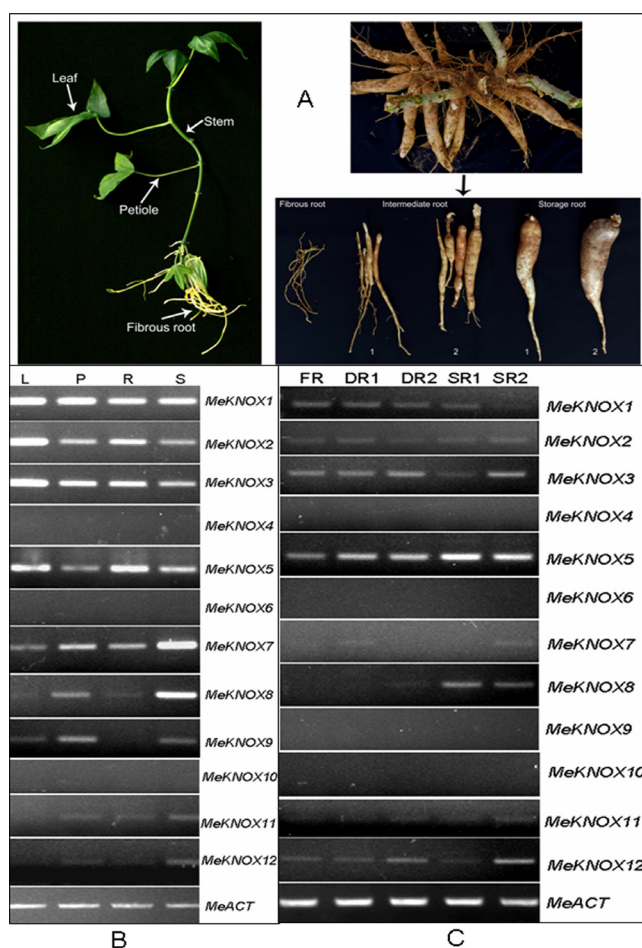 Leaf
Stem
Petiole
Fibrous root
A
Fibrous root Intermediate root Storage root
1 2 1 2
L P R S
MeKNOX1
MeKNOX2
MeKNOX3
MeKNOX4
MeKNOX5
MeKNOX6
MeKNOX7
MeKNOX8
MeKNOX9
MeKNOX10
MeKNOX11
MeKNOX12
MeACT
B
FR DR1 DR2 SR1 SR2
MeKNOX1
MeKNOX2
MeKNOX3
MeKNOX4
MeKNOX5
MeKNOX6
MeKNOX7
MeKNOX8
MeKNOX9
MeKNOX10
MeKNOX11
MeKNOX12
MeACT
C